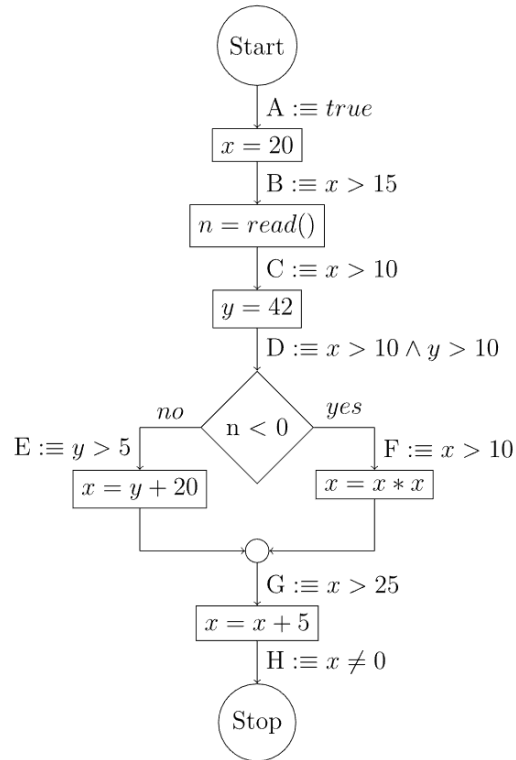 Start
A :≡ true
x = 20
B :≡ x > 15
n = read()
C :≡ x > 10
y = 42
D :≡ x > 10 ∧ y > 10
no
n < 0
yes
E :≡ y > 5
F :≡ x > 10
x = y + 20
x = x ∗ x
G :≡ x > 25
x = x + 5
H :≡ x ≠ 0
Stop